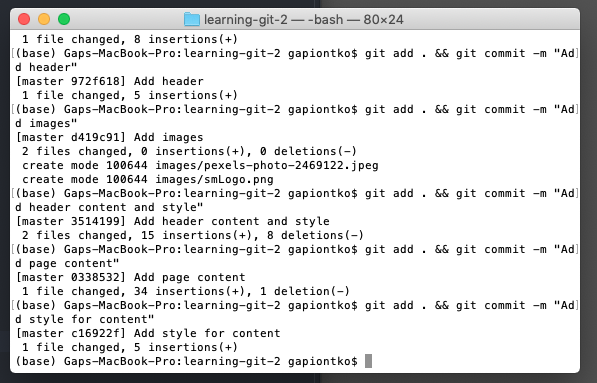 learning-git-2 — -bash — 80×24
1 file changed, 8 insertions(+)
[(base) Gaps-MacBook-Pro:learning-git-2 gapiontko$ git add . && git commit -m "Ad]
d header"
[master 972f618] Add header
1 file changed, 5 insertions(+)
[(base) Gaps-MacBook-Pro:learning-git-2 gapiontko$ git add . && git commit -m "Ad]
d images"
[master d419c91] Add images
2 files changed, 0 insertions(+), 0 deletions(-)
create mode 100644 images/pexels-photo-2469122.jpeg
create mode 100644 images/smLogo.png
[(base) Gaps-MacBook-Pro:learning-git-2 gapiontko$ git add . && git commit -m "Ad]
d header content and style"
[master 3514199] Add header content and style
2 files changed, 15 insertions(+), 8 deletions(-)
[(base) Gaps-MacBook-Pro:learning-git-2 gapiontko$ git add . && git commit -m "Ad]
d page content"
[master 0338532] Add page content
1 file changed, 34 insertions(+), 1 deletion(-)
[(base) Gaps-MacBook-Pro:learning-git-2 gapiontko$ git add . && git commit -m "Ad]
d style for content"
[master c16922f] Add style for content
1 file changed, 5 insertions(+)
(base) Gaps-MacBook-Pro:learning-git-2 gapiontko$